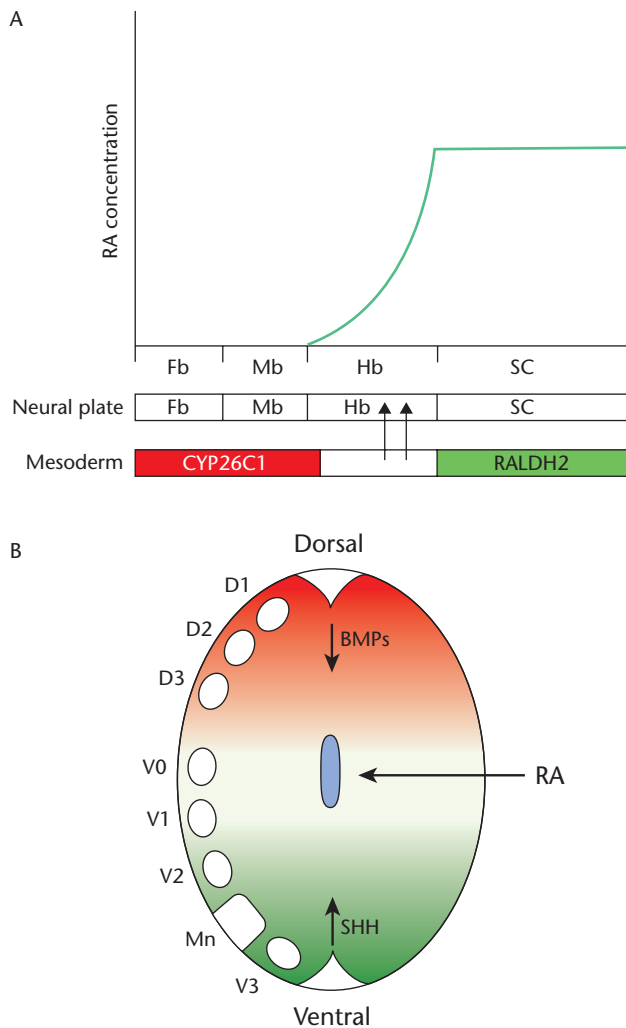 A
RA concentration
Fb Mb Hb SC
Neural plate Fb Mb Hb SC
Mesoderm CYP26C1 RALDH2
B
Dorsal
D1
D2
BMPs
D3
V0
RA
V1
V2
Mn
SHH
V3
Ventral